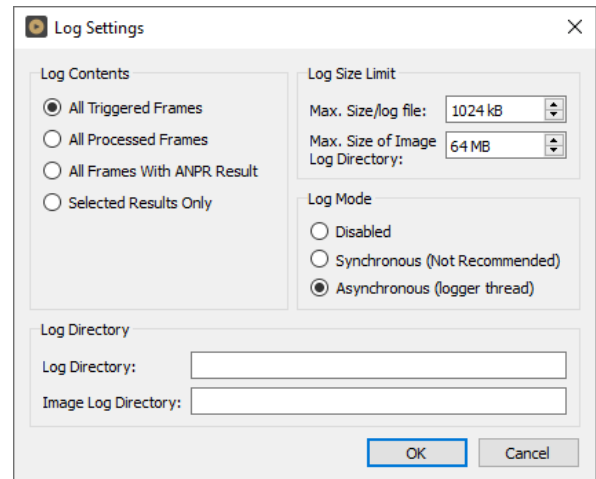 Log Settings
Log Contents
All Triggered Frames
All Processed Frames
All Frames With ANPR Result
Selected Results Only
Log Size Limit
Max. Size/log file:
1024 kB
Max. Size of Image
Log Directory:
64 MB
Log Mode
Disabled
Synchronous (Not Recommended)
Asynchronous (logger thread)
Log Directory
Log Directory:
Image Log Directory:
OK
Cancel